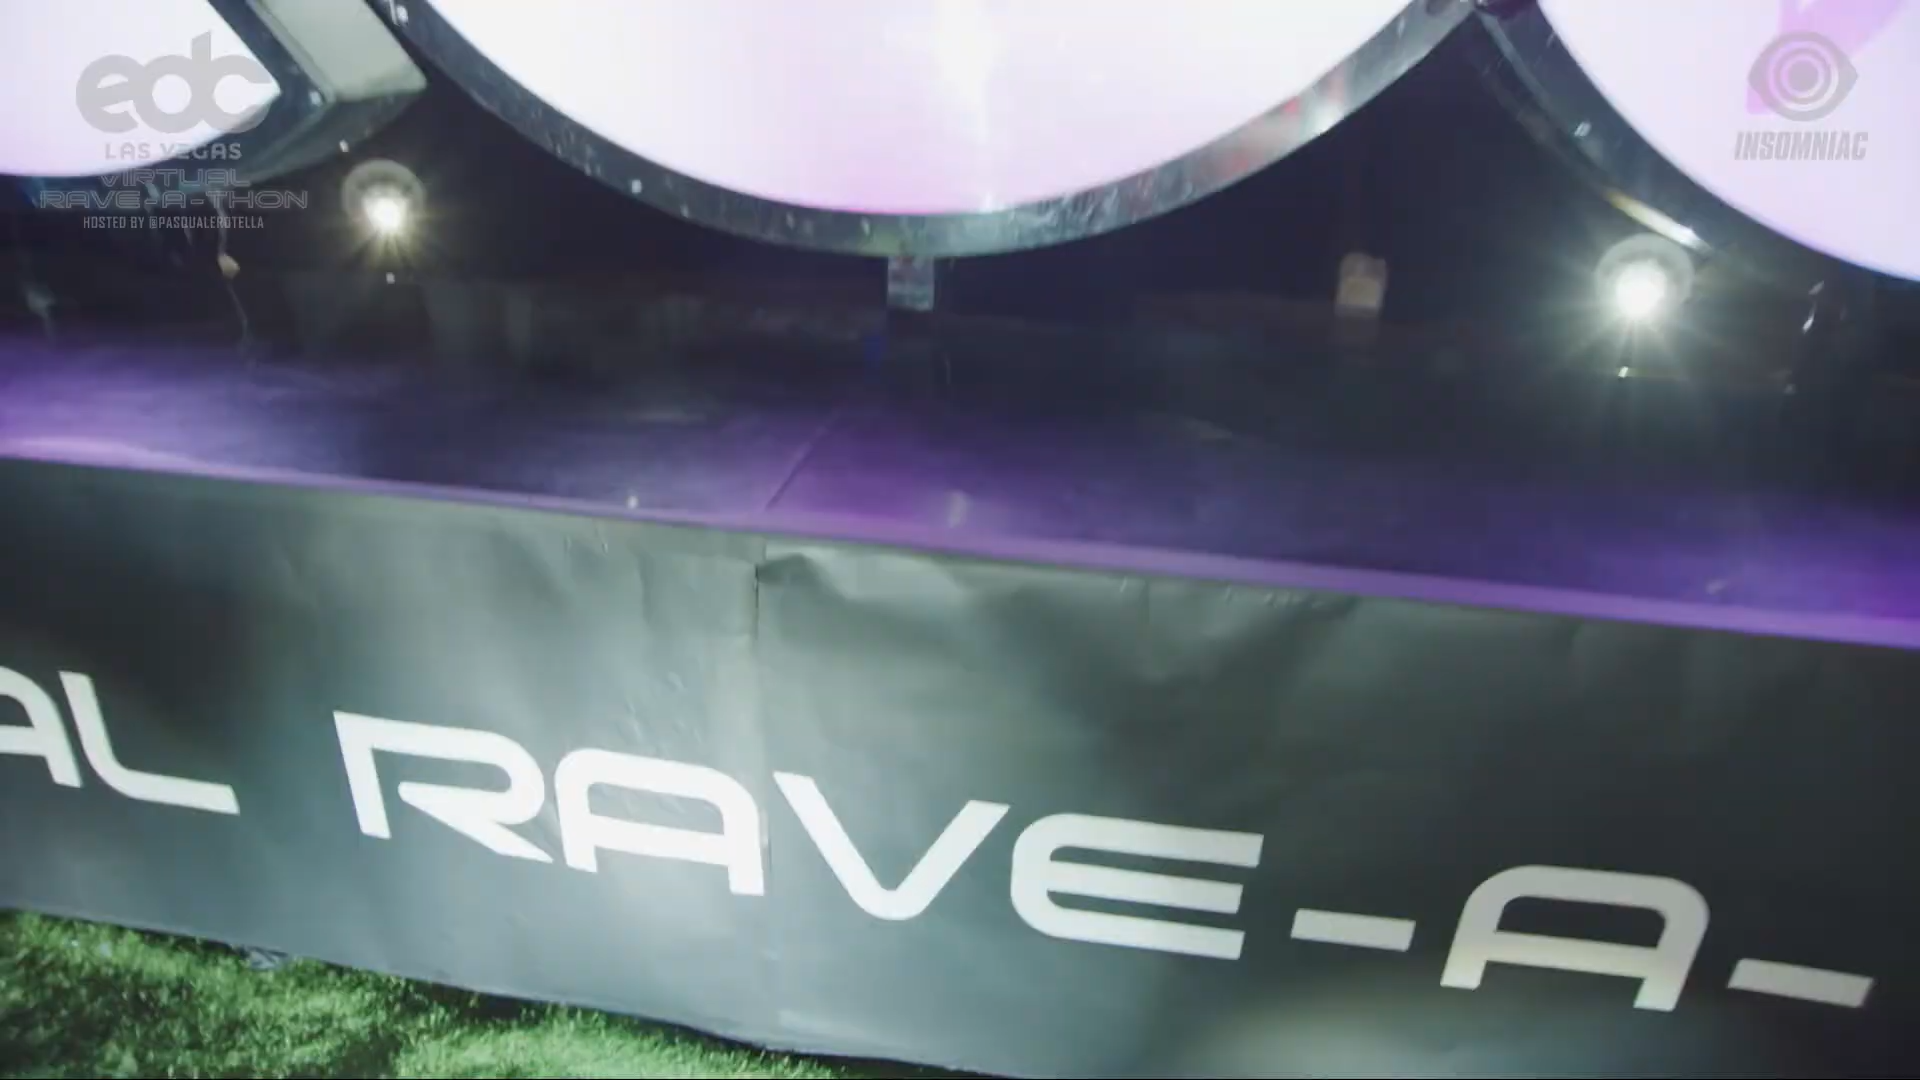 edc
LAS VEGAS
VIRTUAL
RAVE-A-THON
HOSTED BY @PASQUALEROTELLA
INSOMNIAC
AL RAVE-A-